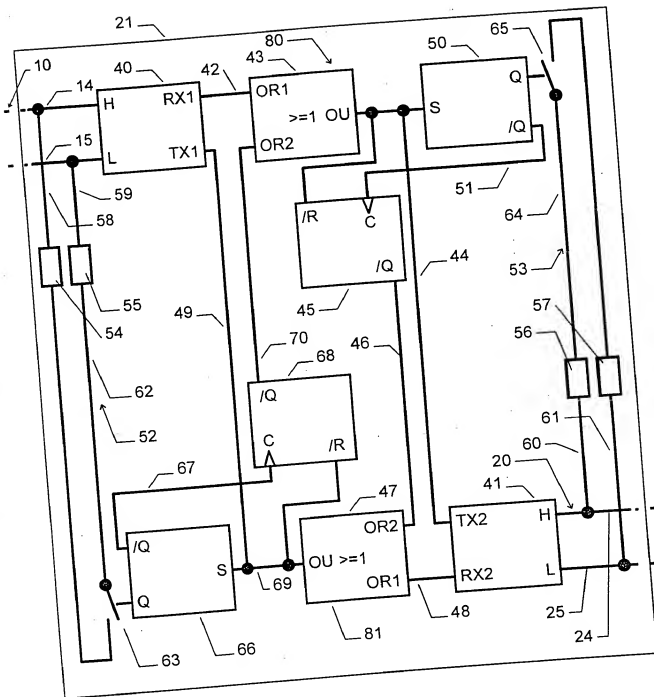 21
10
14
40
42
43
80
50
65
H
RX1
OR1
>=1
OU
S
Q
15
L
TX1
OR2
/Q
59
58
/R
C
51
64
/Q
53
54
55
49
45
44
57
56
70
68
46
62
/Q
52
C
/R
61
60
67
47
20
41
OR2
TX2
H
/Q
S
OU >=1
Q
69
OR1
RX2
L
48
25
24
63
66
81